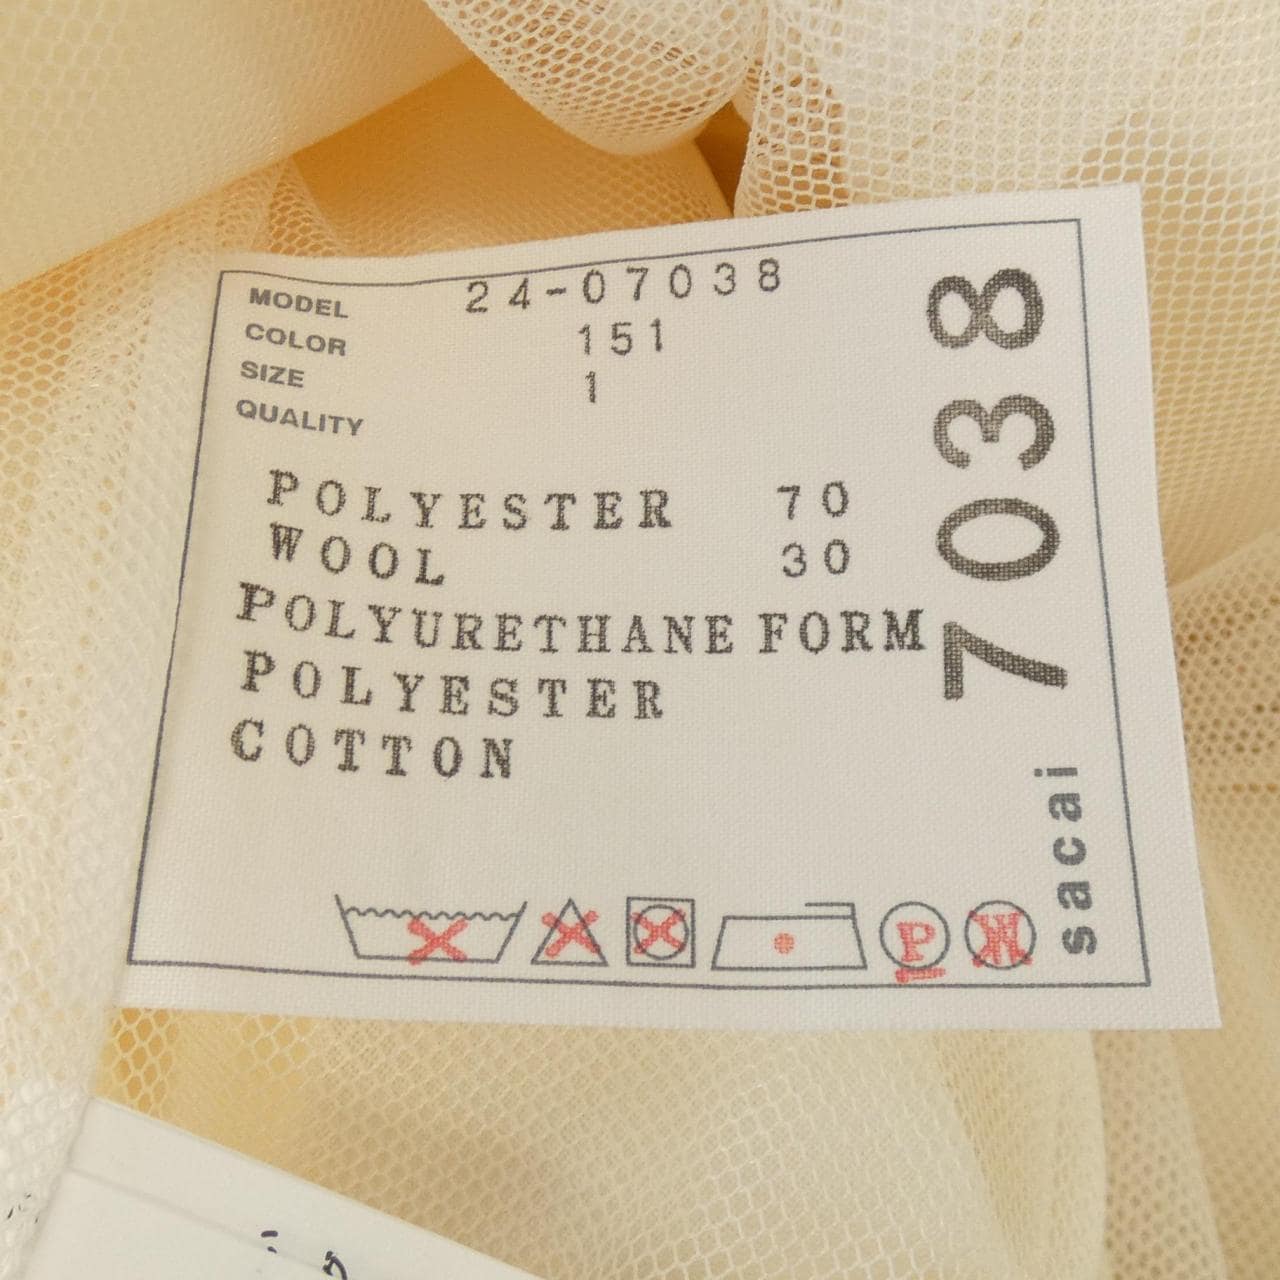 MODEL 24-07038
COLOR 151
SIZE 1
QUALITY
POLYESTER 70
WOOL 30
POLYURETHANE FORM
POLYESTER
COTTON
P W
7038
sacai